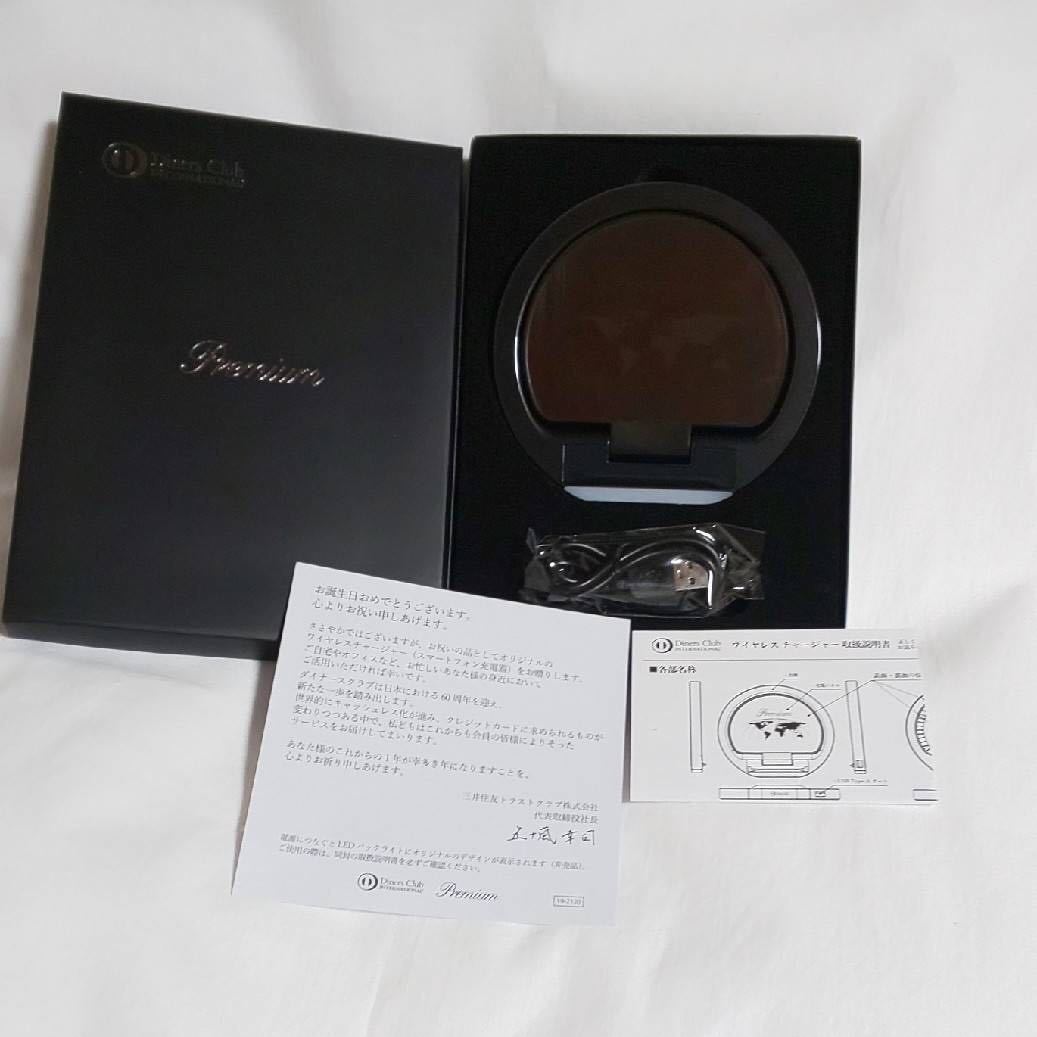 Diners Club
INTERNATIONAL
Premium
お誕生日おめでとうございます。
心よりお祝い申しあげます。
ささやかではございますが、お祝いの品としてオリジナルの
ワイヤレスチャージャー(スマートフォン充電器)をお贈りします。
ご自宅やオフィスなど、お忙しいあなた様の身近において、
ご活用いただければ幸いです。
ダイナースクラブは日本における60周年を迎え、
新たな一歩を踏み出します。
世界的にキャッシュレス化が進み、クレジットカードに求められるものが
変わりつつある中で、私どもはこれからも会員の皆様によりそった
サービスをお届けしてまいります。
あなた様のこれからの1年が幸多き年になりますことを、
心よりお祈り申しあげます。
三井住友トラストクラブ株式会社
代表取締役社長
五十嵐幸司
電源につなぐとLEDバックライトにオリジナルのデザインが表示されます(非売品)。
ご使用の際は、同封の取扱説明書を必ずご確認ください。
Diners Club
INTERNATIONAL
Premium
19-2120
Diners Club
INTERNATIONAL
ワイヤレスチャージャー取扱説明書
■各部名称
Premium